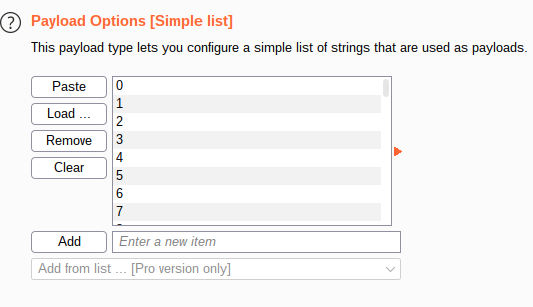 ?
Payload Options [Simple list]
This payload type lets you configure a simple list of strings that are used as payloads.
Paste
Load ...
Remove
Clear
0
1
2
3
4
5
6
7
Add
Enter a new item
Add from list ... [Pro version only]